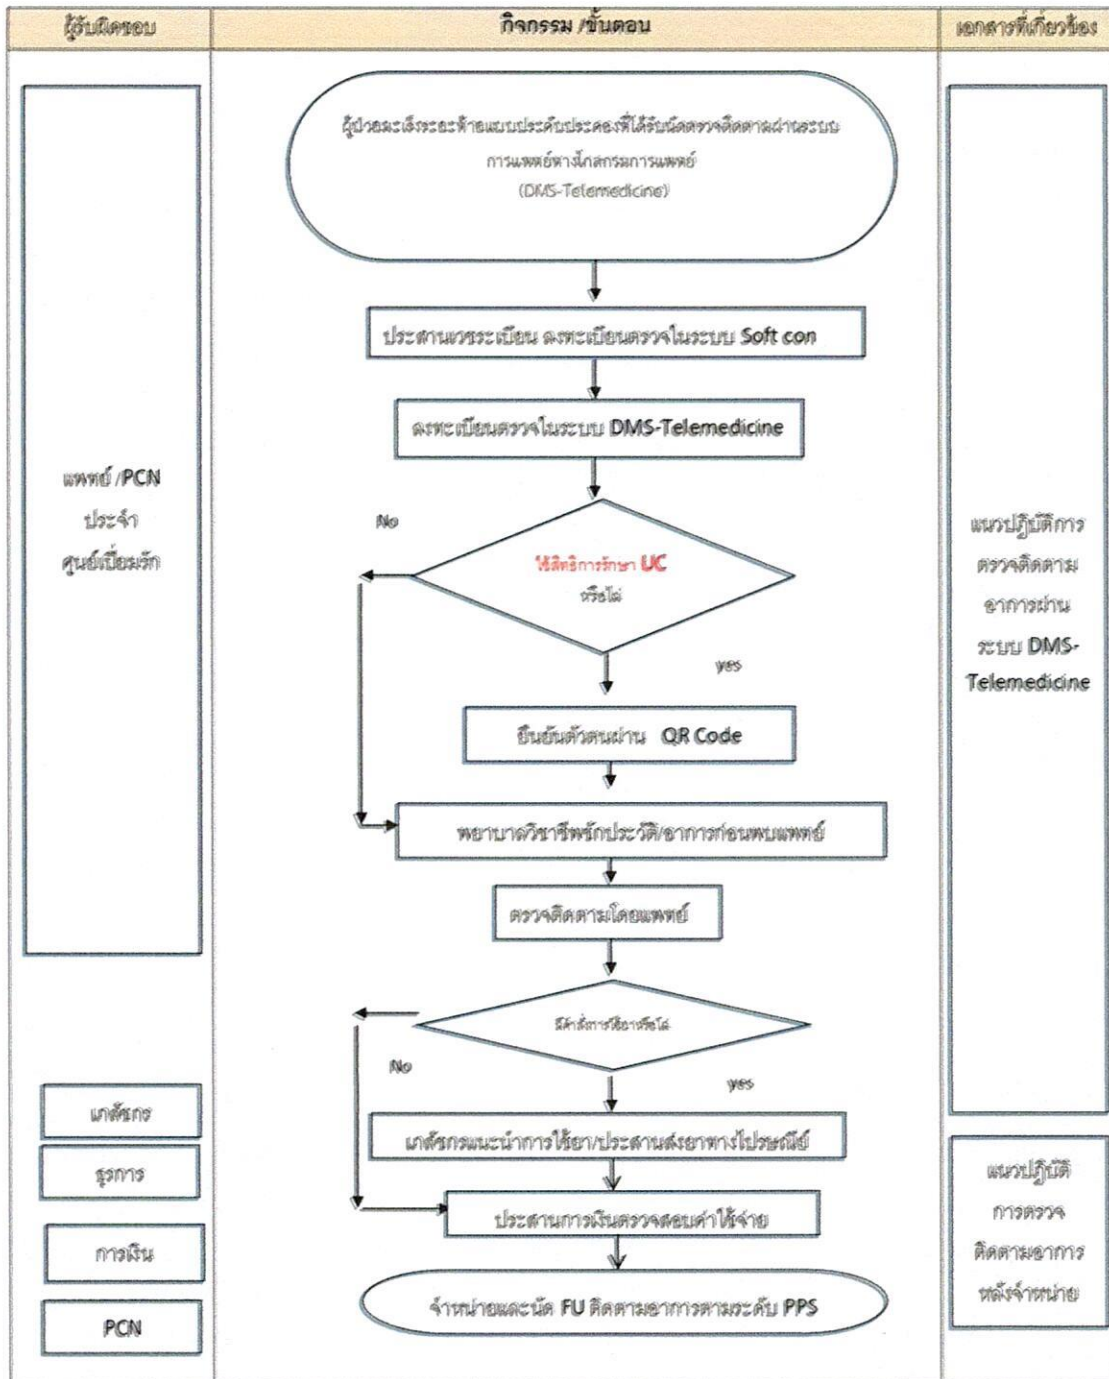 ผู้รับผิดชอบ
กิจกรรม /ขั้นตอน
เอกสารที่เกี่ยวข้อง
ผู้ป่วยมะเร็งระยะท้ายแบบประคับประคองที่ได้รับนัดตรวจติดตามผ่านระบบ
การแพทย์ทางไกลกรมการแพทย์
(DMS-Telemedicine)
ประสานเวชระเบียน ลงทะเบียนตรวจในระบบ Soft con
ลงทะเบียนตรวจในระบบ DMS-Telemedicine
แพทย์ /PCN
ประจำ
ศูนย์เปี่ยมรัก
No
ใช้สิทธิการรักษา UC
หรือไม่
yes
แนวปฏิบัติการ
ตรวจติดตาม
อาการผ่าน
ระบบ DMS-
Telemedicine
ยืนยันตัวตนผ่าน QR Code
พยาบาลวิชาชีพซักประวัติ/อาการก่อนพบแพทย์
ตรวจติดตามโดยแพทย์
มีคำสั่งการใช้ยาหรือไม่
No
yes
เภสัชกร
เภสัชกรแนะนำการใช้ยา/ประสานส่งยาทางไปรษณีย์
ธุรการ
ประสานการเงินตรวจสอบค่าใช้จ่าย
การเงิน
แนวปฏิบัติ
การตรวจ
ติดตามอาการ
หลังจำหน่าย
จำหน่ายและนัด FU ติดตามอาการตามระดับ PPS
PCN